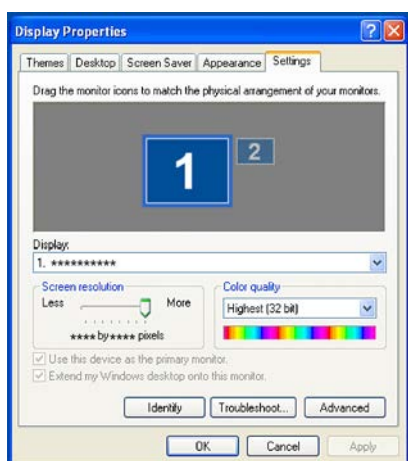 Display Properties
Themes Desktop Screen Saver Appearance Settings
Drag the monitor icons to match the physical arrangement of your monitors.
1 2
Display:
1. **********
Screen resolution
Less More
**** by **** pixels
Color quality
Highest (32 bit)
Use this device as the primary monitor.
Extend my Windows desktop onto this monitor.
Identify Troubleshoot... Advanced
OK Cancel Apply